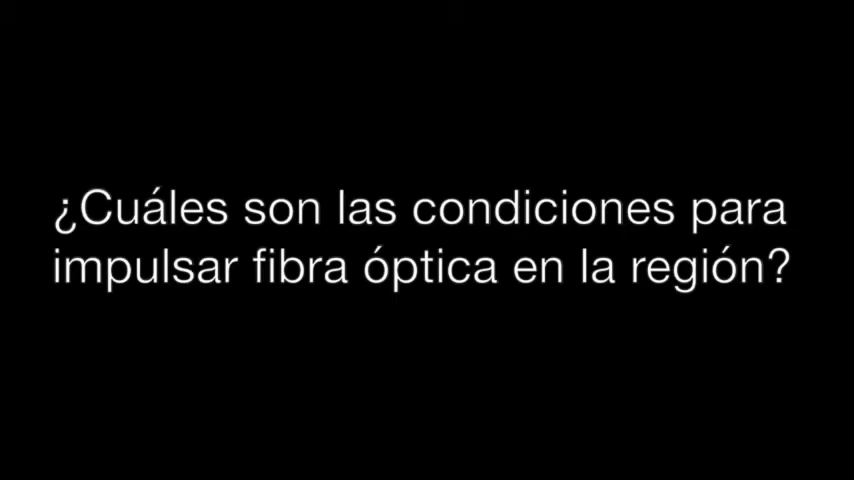 ¿Cuáles son las condiciones para
impulsar fibra óptica en la región?